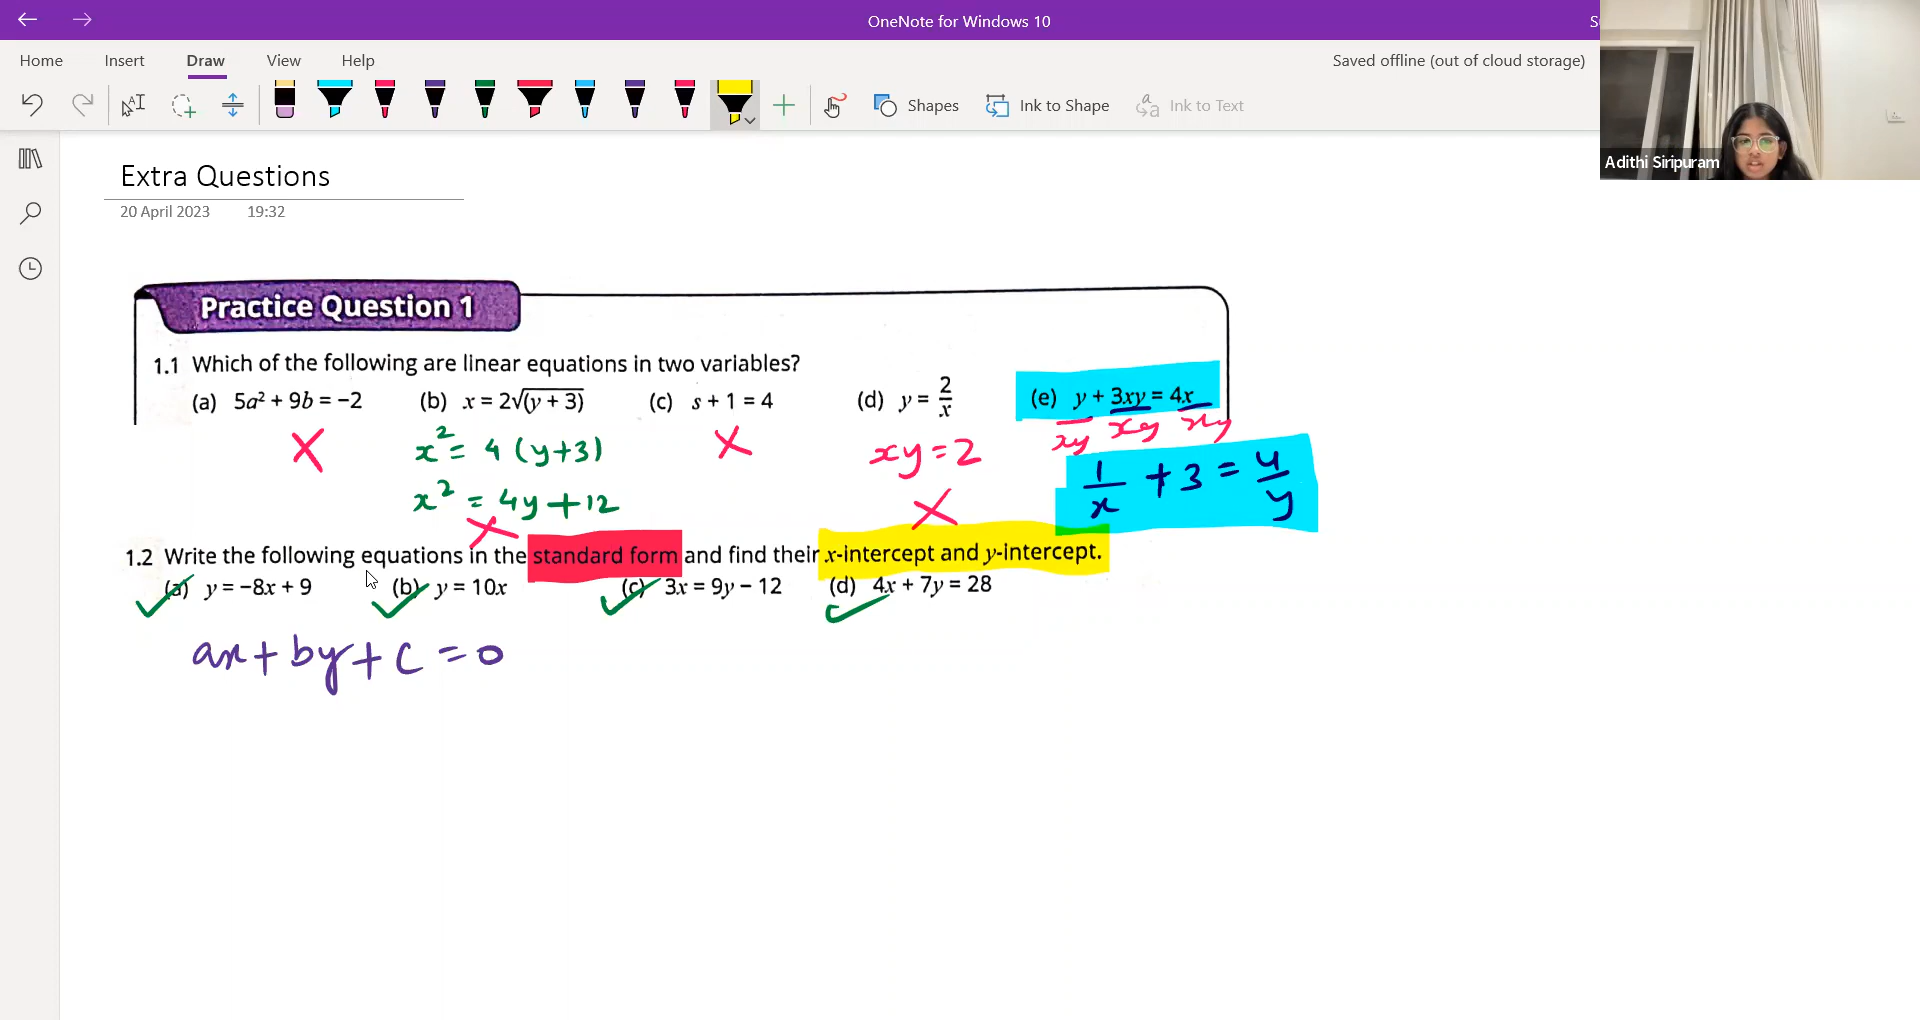 OneNote for Windows 10
Home Insert Draw View Help
Saved offline (out of cloud storage)
Shapes Ink to Shape Ink to Text
Adithi Siripuram
Extra Questions
20 April 2023 19:32
Practice Question 1
1.1 Which of the following are linear equations in two variables?
(a) 5a² + 9b = −2 (b) x = 2√(y + 3) (c) s + 1 = 4 (d) y = 2/x (e) y + 3xy = 4x
xy xy xy
x² = 4 (y+3)
xy = 2
1/x + 3 = 4/y
x² = 4y + 12
1.2 Write the following equations in the standard form and find their x-intercept and y-intercept.
(a) y = −8x + 9 (b) y = 10x (c) 3x = 9y − 12 (d) 4x + 7y = 28
ax + by + c = 0